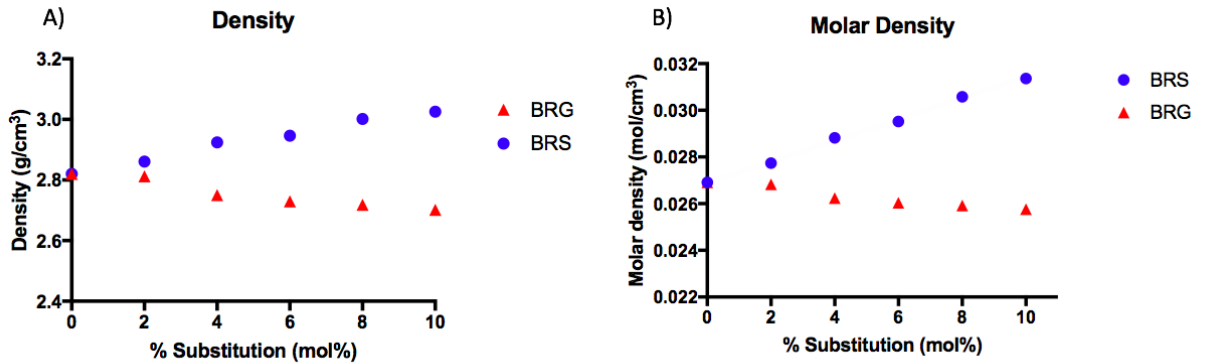 A)
Density
Density (g/cm³)
3.2
3.0
2.8
2.6
2.4
0 2 4 6 8 10
% Substitution (mol%)
BRG
BRS
B)
Molar Density
Molar density (mol/cm³)
0.032
0.030
0.028
0.026
0.024
0.022
0 2 4 6 8 10
% Substitution (mol%)
BRS
BRG